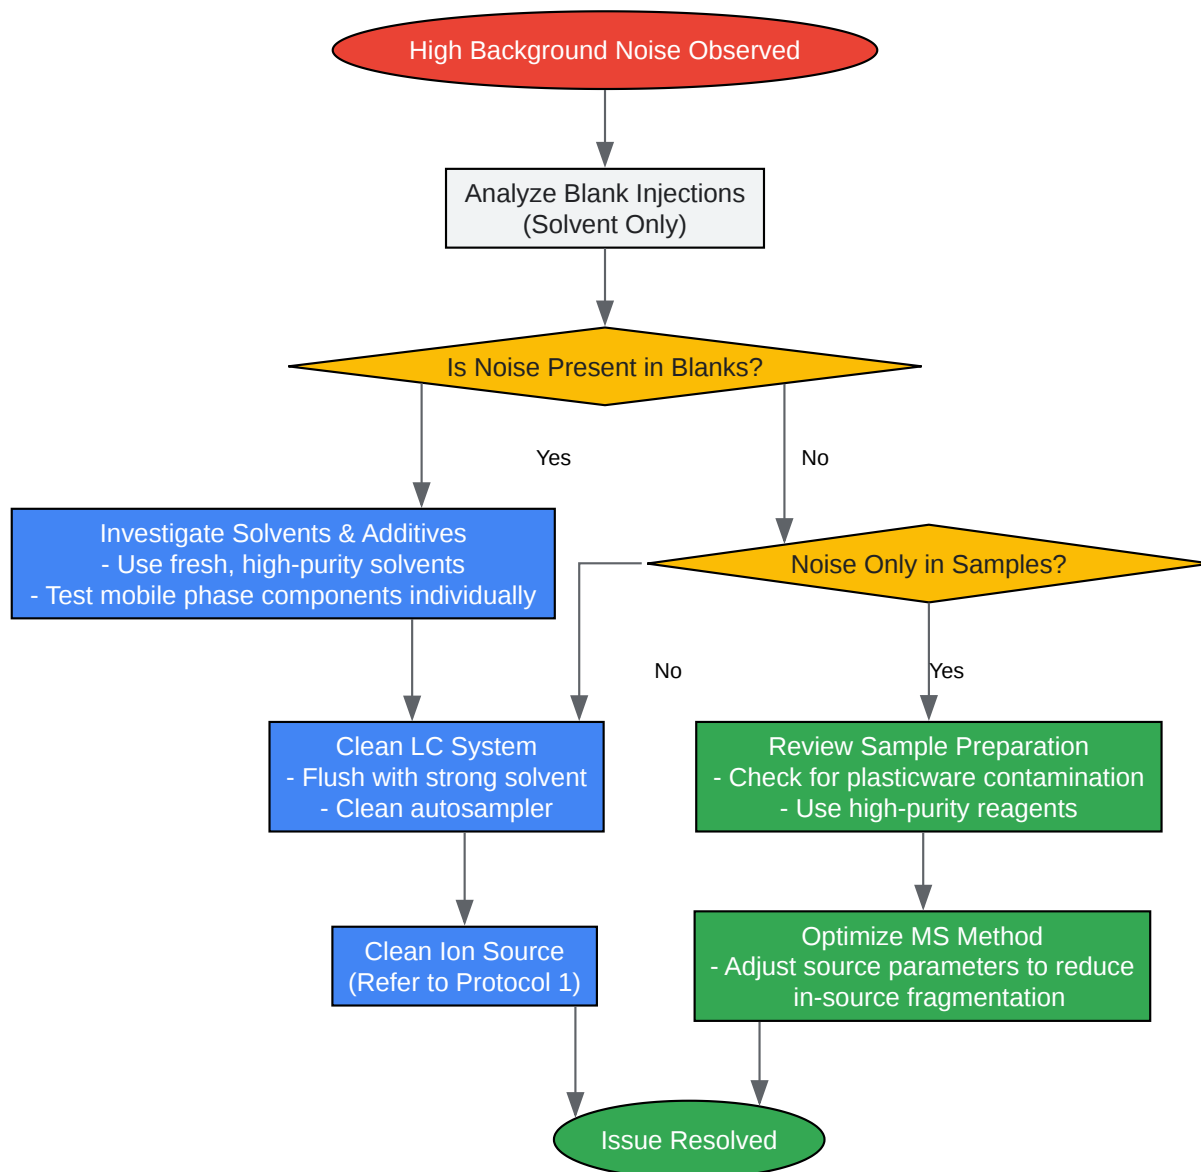 High Background Noise Observed
Analyze Blank Injections
(Solvent Only)
Is Noise Present in Blanks?
Yes
No
Investigate Solvents & Additives
- Use fresh, high-purity solvents
- Test mobile phase components individually
Noise Only in Samples?
No
Yes
Clean LC System
- Flush with strong solvent
- Clean autosampler
Review Sample Preparation
- Check for plasticware contamination
- Use high-purity reagents
Clean Ion Source
(Refer to Protocol 1)
Optimize MS Method
- Adjust source parameters to reduce
in-source fragmentation
Issue Resolved